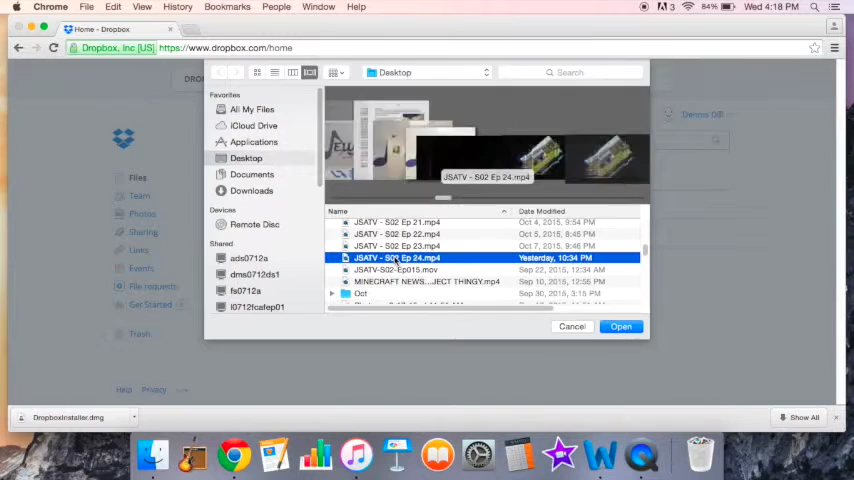 Chrome File Edit View History Bookmarks People Window Help 3 84% Wed 4:18 PM
Home - Dropbox
Dropbox, Inc [US] https://www.dropbox.com/home
Desktop Search
Favorites
All My Files
iCloud Drive
Applications
Desktop
Documents
Downloads
Devices
Remote Disc
Shared
ads0712a
dms0712ds1
fs0712a
l0712fcafepp01
JSATV - S02 Ep 24.mp4
Name Date Modified
JSATV - S02 Ep 21.mp4 Oct 4, 2015, 9:54 PM
JSATV - S02 Ep 22.mp4 Oct 5, 2015, 8:45 PM
JSATV - S02 Ep 23.mp4 Oct 7, 2015, 9:46 PM
JSATV - S02 Ep 24.mp4 Yesterday, 10:34 PM
JSATV-S02-Ep015.mov Sep 22, 2015, 12:34 AM
MINECRAFT NEWS...JECT THINGY.mp4 Sep 10, 2015, 12:55 PM
Oct Sep 30, 2015, 3:15 PM
Cancel Open
Dennis
Files
Team
Photos
Sharing
Links
Events
File requests
Get Started
Trash
Help Privacy
DropboxInstaller.dmg Show All